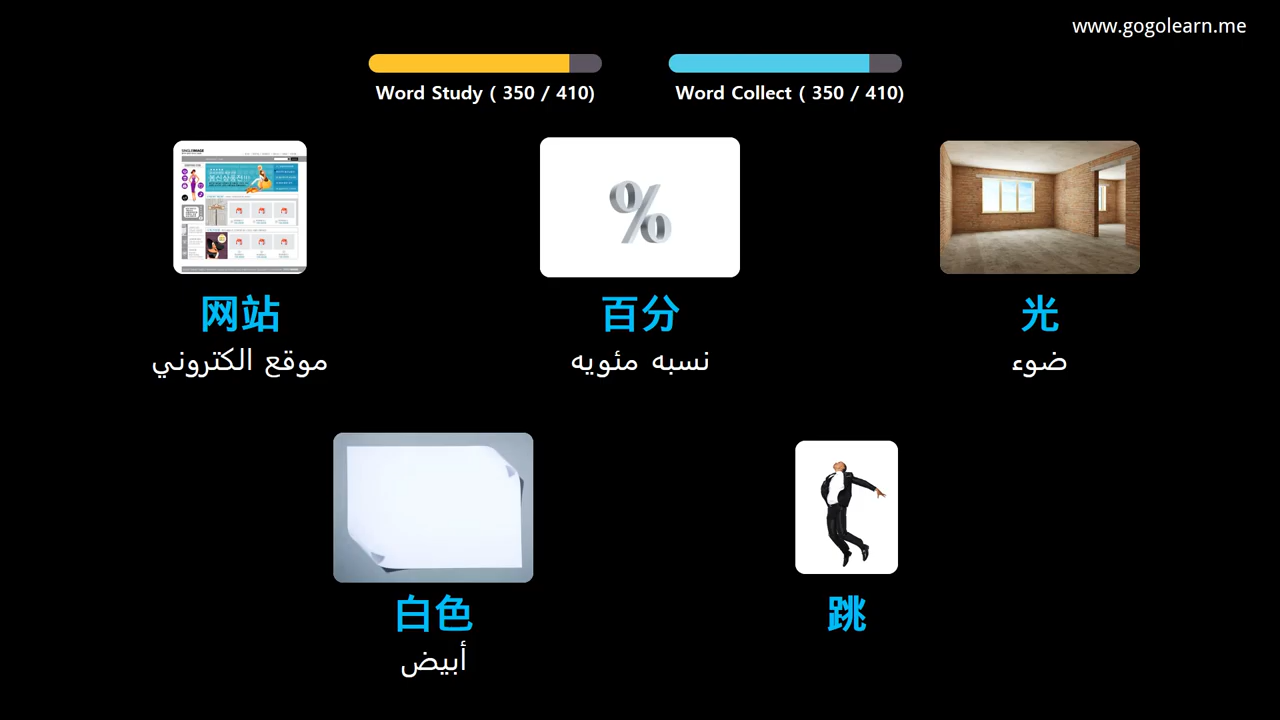 www.gogolearn.me
Word Study ( 350 / 410)
Word Collect ( 350 / 410)
网站
موقع الكتروني
百分
نسبه مئويه
光
ضوء
白色
أبيض
跳